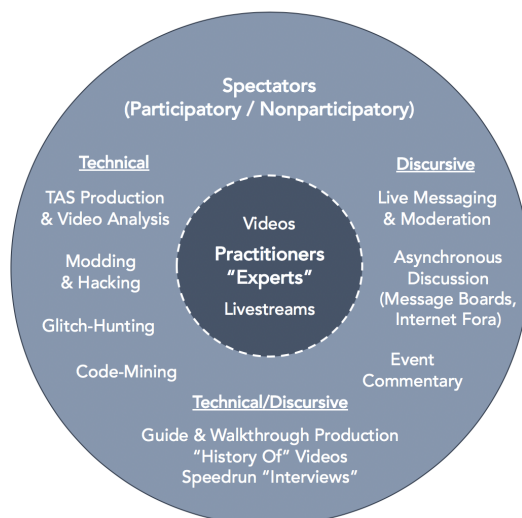 Spectators
(Participatory / Nonparticipatory)
Technical
TAS Production
& Video Analysis
Modding
& Hacking
Glitch-Hunting
Code-Mining
Videos
Practitioners
“Experts”
Livestreams
Discursive
Live Messaging
& Moderation
Asynchronous
Discussion
(Message Boards,
Internet Fora)
Event
Commentary
Technical/Discursive
Guide & Walkthrough Production
“History Of” Videos
Speedrun “Interviews”